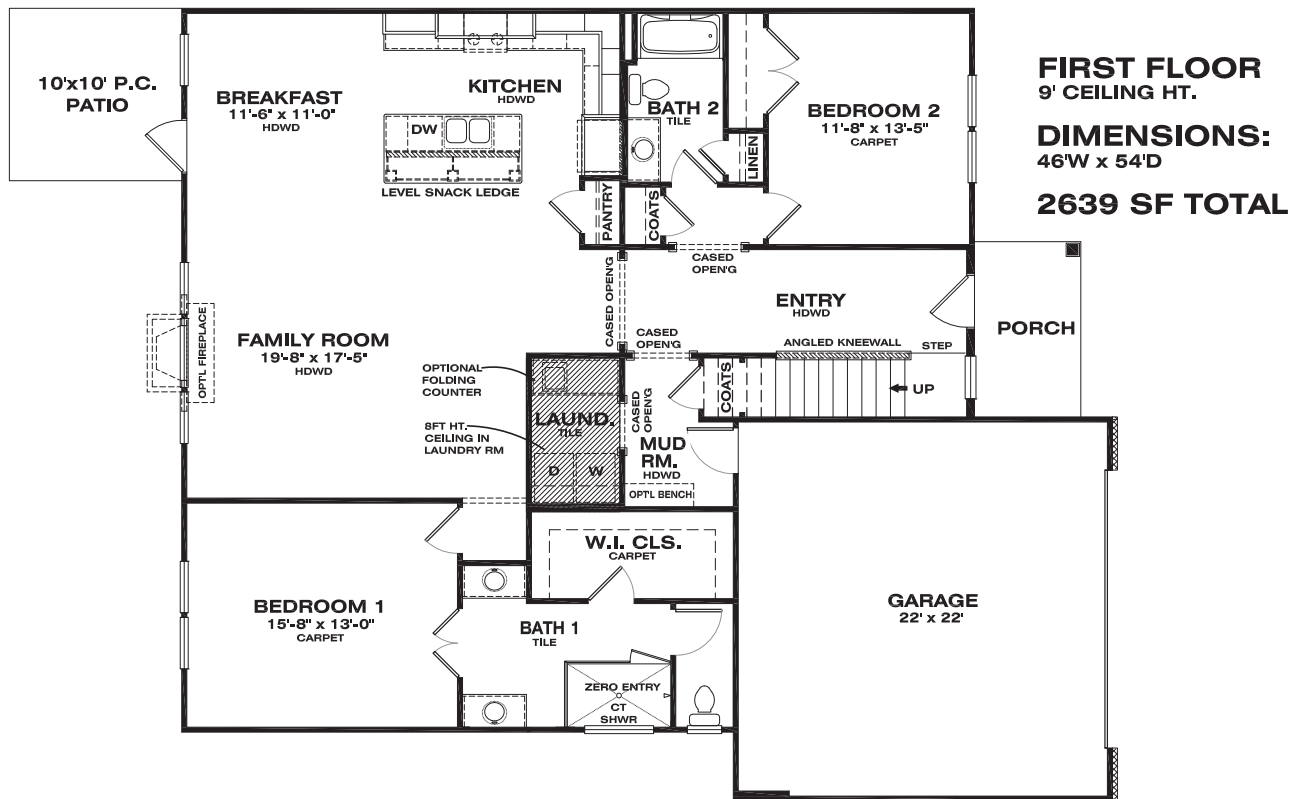 FIRST FLOOR
9' CEILING HT.
DIMENSIONS:
46'W x 54'D
2639 SF TOTAL
10'x10' P.C.
PATIO
BREAKFAST
11'-6" x 11'-0"
HDWD
KITCHEN
HDWD
DW
LEVEL SNACK LEDGE
PANTRY
BATH 2
TILE
LINEN
COATS
BEDROOM 2
11'-8" x 13'-5"
CARPET
CASED
OPEN'G
CASED OPEN'G
ENTRY
HDWD
PORCH
OPT'L FIREPLACE
FAMILY ROOM
19'-8" x 17'-5"
HDWD
CASED
OPEN'G
ANGLED KNEEWALL
STEP
UP
COATS
OPTIONAL
FOLDING
COUNTER
8FT HT.
CEILING IN
LAUNDRY RM
LAUND.
TILE
D
W
CASED
OPEN'G
MUD
RM.
HDWD
OPT'L BENCH
W.I. CLS.
CARPET
BEDROOM 1
15'-8" x 13'-0"
CARPET
BATH 1
TILE
ZERO ENTRY
CT
SHWR
GARAGE
22' x 22'